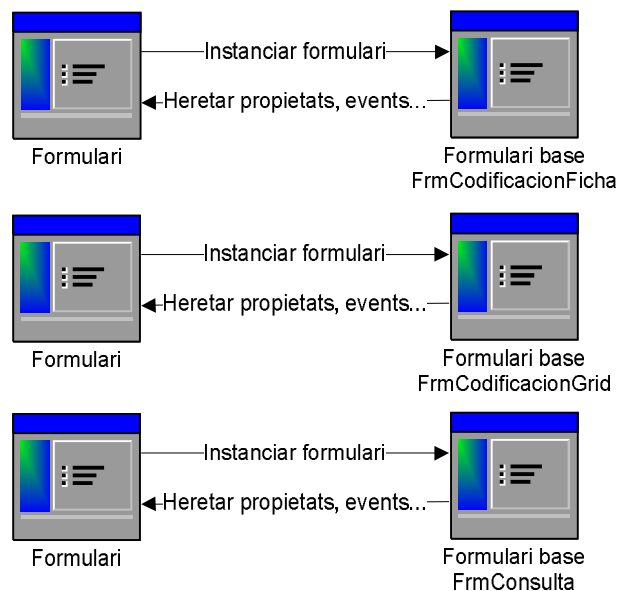 Instanciar formulari
Heretar propietats, events...
Formulari
Formulari base
FrmCodificacionFicha
Instanciar formulari
Heretar propietats, events...
Formulari
Formulari base
FrmCodificacionGrid
Instanciar formulari
Heretar propietats, events...
Formulari
Formulari base
FrmConsulta